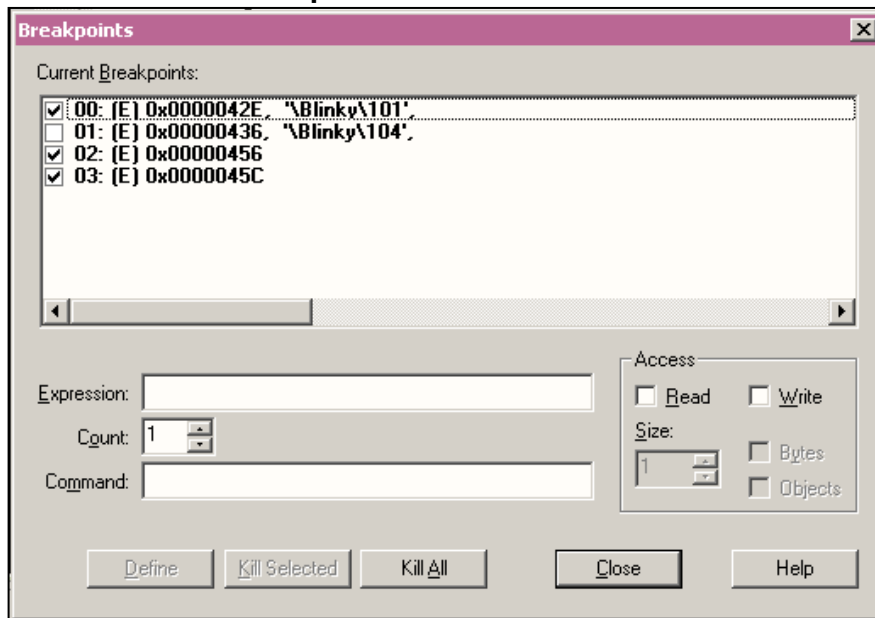 Breakpoints
Current Breakpoints:
00: (E) 0x0000042E, '\Blinky\101',
01: (E) 0x00000436, '\Blinky\104',
02: (E) 0x00000456
03: (E) 0x0000045C
Expression:
Count: 1
Command:
Access
Read Write
Size:
1
Bytes
Objects
Define Kill Selected Kill All Close Help